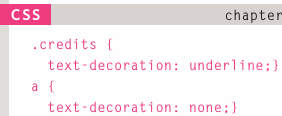 CSS chapter
.credits {
text-decoration: underline;}
a {
text-decoration: none;}